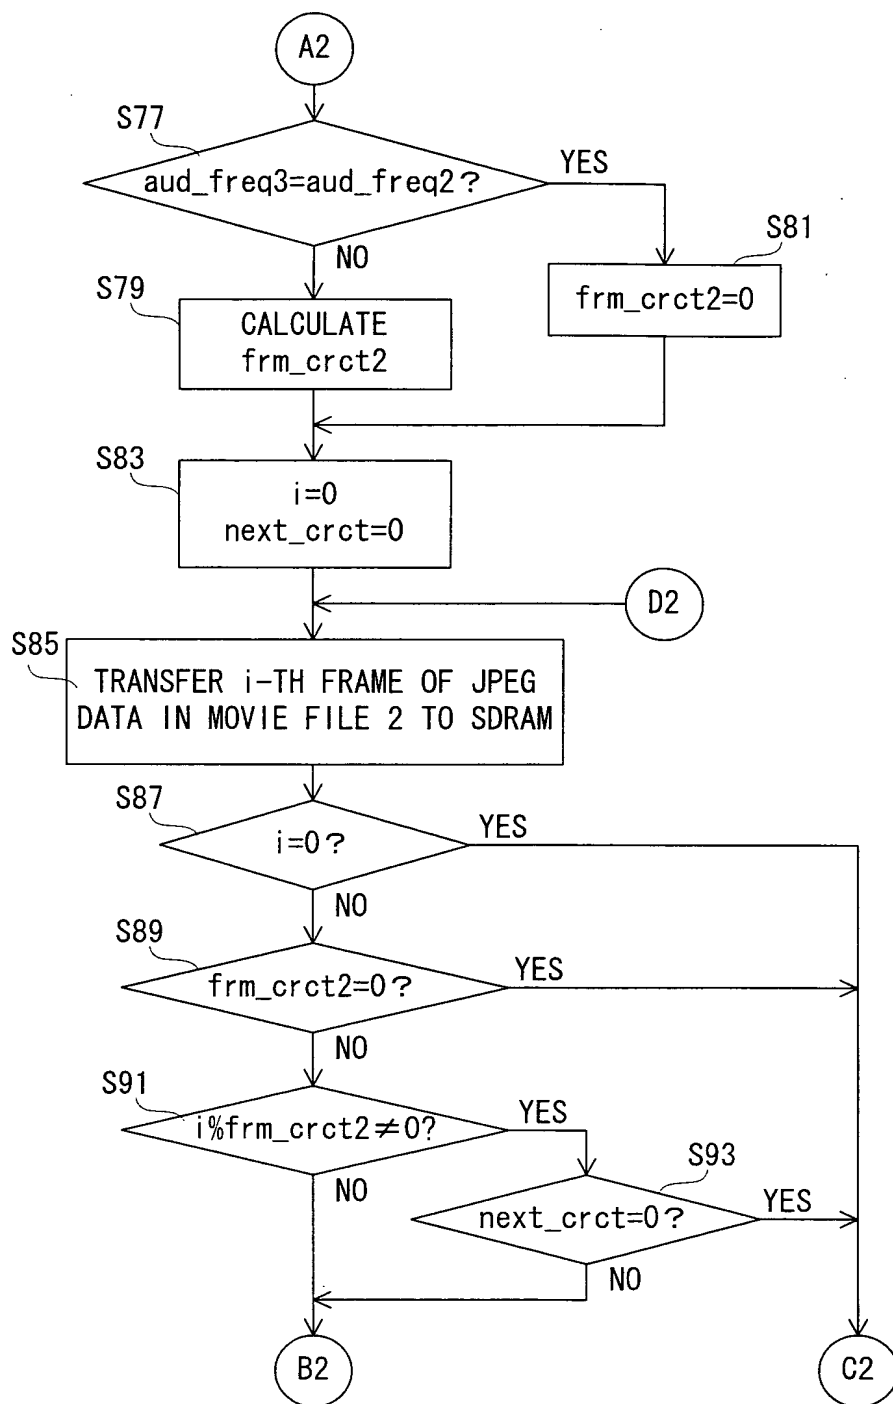 A2
S77
aud_freq3=aud_freq2?
YES
NO
S81
frm_crct2=0
S79
CALCULATE
frm_crct2
S83
i=0
next_crct=0
D2
S85
TRANSFER i-TH FRAME OF JPEG
DATA IN MOVIE FILE 2 TO SDRAM
S87
i=0?
YES
NO
S89
frm_crct2=0?
YES
NO
S91
i%frm_crct2≠0?
YES
NO
S93
next_crct=0?
YES
NO
B2
C2